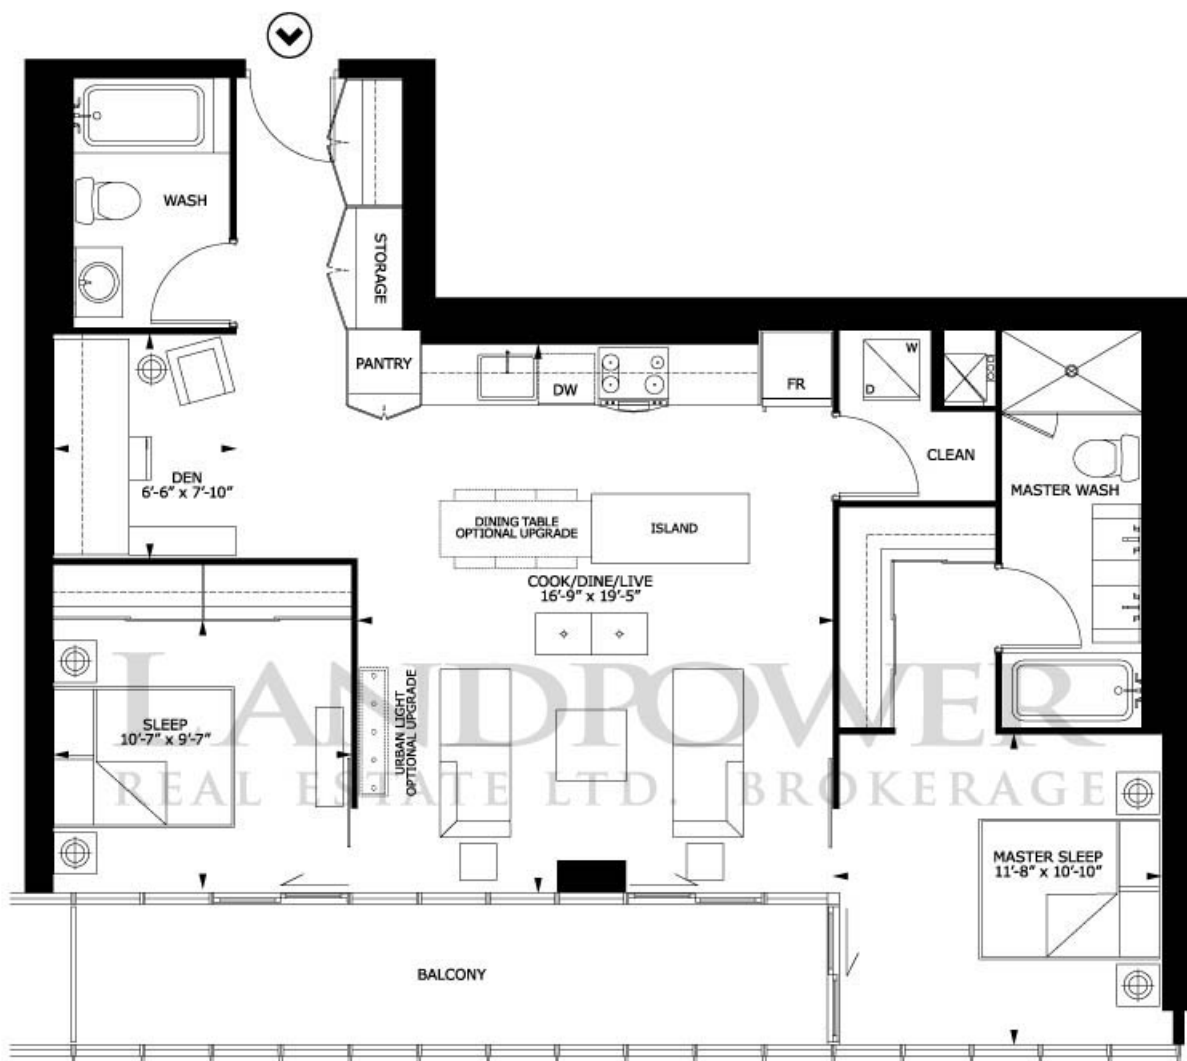 WASH
STORAGE
PANTRY
DW
FR
W
D
CLEAN
MASTER WASH
DEN
6'-6" x 7'-10"
DINING TABLE
OPTIONAL UPGRADE
ISLAND
COOK/DINE/LIVE
16'-9" x 19'-5"
LANDPOWER
REAL ESTATE LTD. BROKERAGE
SLEEP
10'-7" x 9'-7"
URBAN LIGHT
OPTIONAL UPGRADE
MASTER SLEEP
11'-8" x 10'-10"
BALCONY